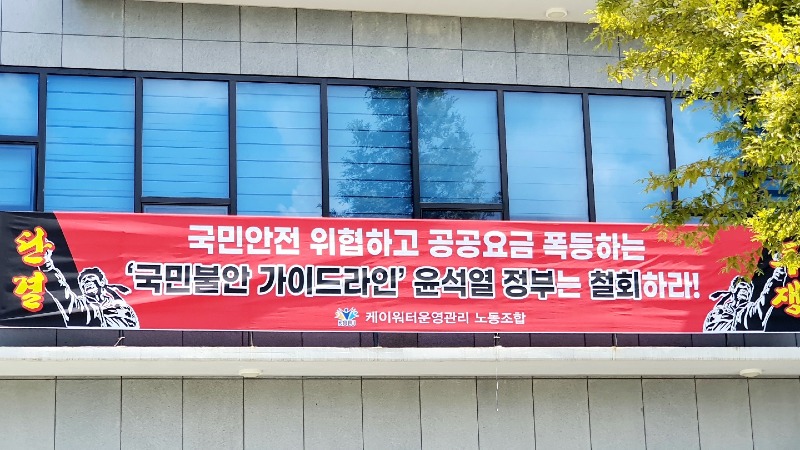 단결
국민안전 위협하고 공공요금 폭등하는
'국민불안 가이드라인' 윤석열 정부는 철회하라!
케이워터운영관리 노동조합
쟁